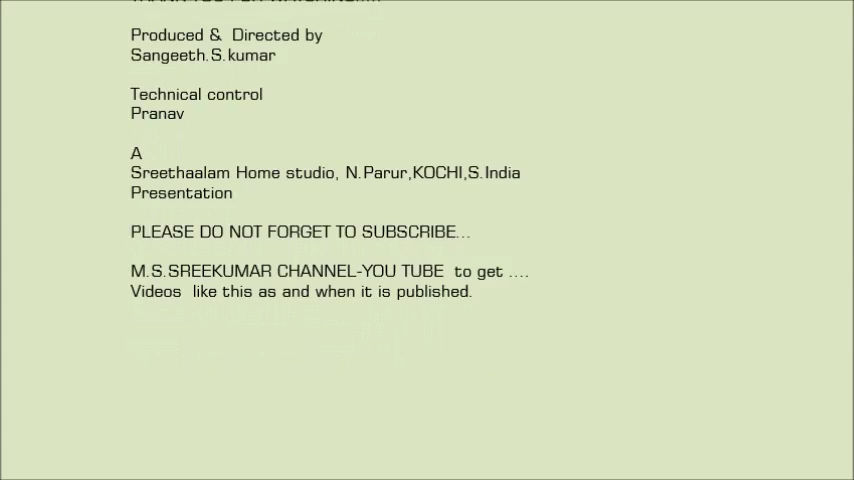 Produced & Directed by
Sangeeth.S.kumar
Technical control
Pranav
A
Sreethaalam Home studio, N.Parur,KOCHI,S.India
Presentation
PLEASE DO NOT FORGET TO SUBSCRIBE...
M.S.SREEKUMAR CHANNEL-YOU TUBE to get ....
Videos like this as and when it is published.